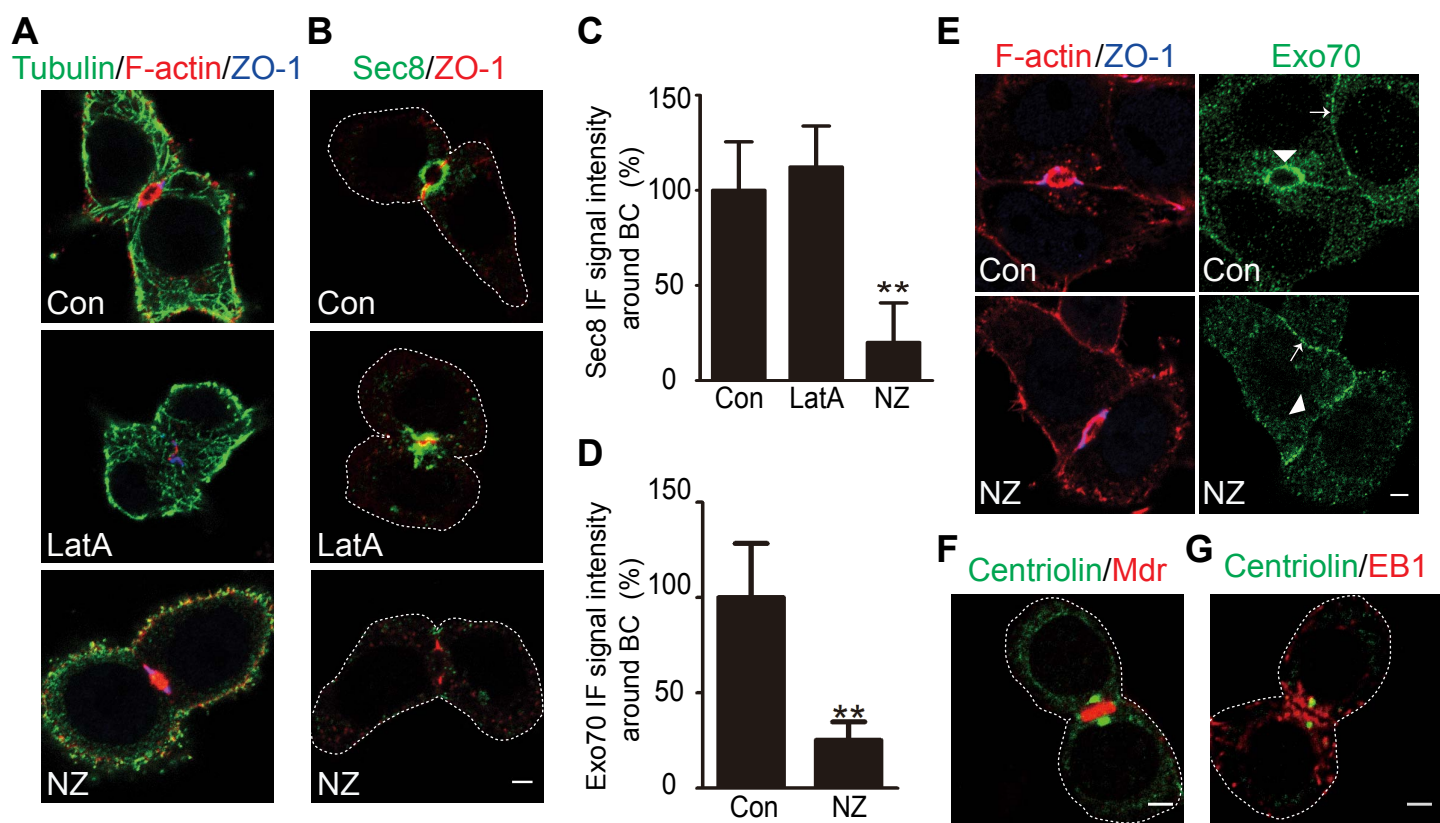 A
Tubulin/F-actin/ZO-1
Con
LatA
NZ
B
Sec8/ZO-1
Con
LatA
NZ
C
Sec8 IF signal intensity
around BC (%)
150
100
50
0
**
Con LatA NZ
D
Exo70 IF signal intensity
around BC (%)
150
100
50
0
**
Con NZ
E
F-actin/ZO-1 Exo70
Con Con
NZ NZ
F
Centriolin/Mdr
G
Centriolin/EB1